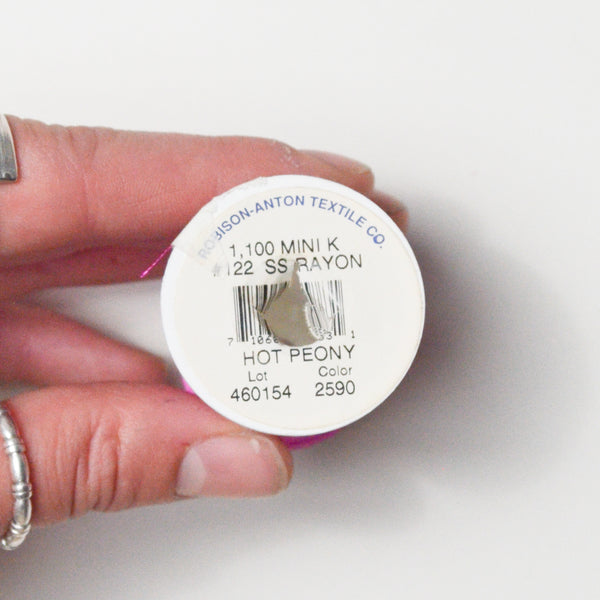 ROBISON-ANTON TEXTILE CO.
1,100 MINI K
#122 SS RAYON
HOT PEONY
Lot Color
460154 2590